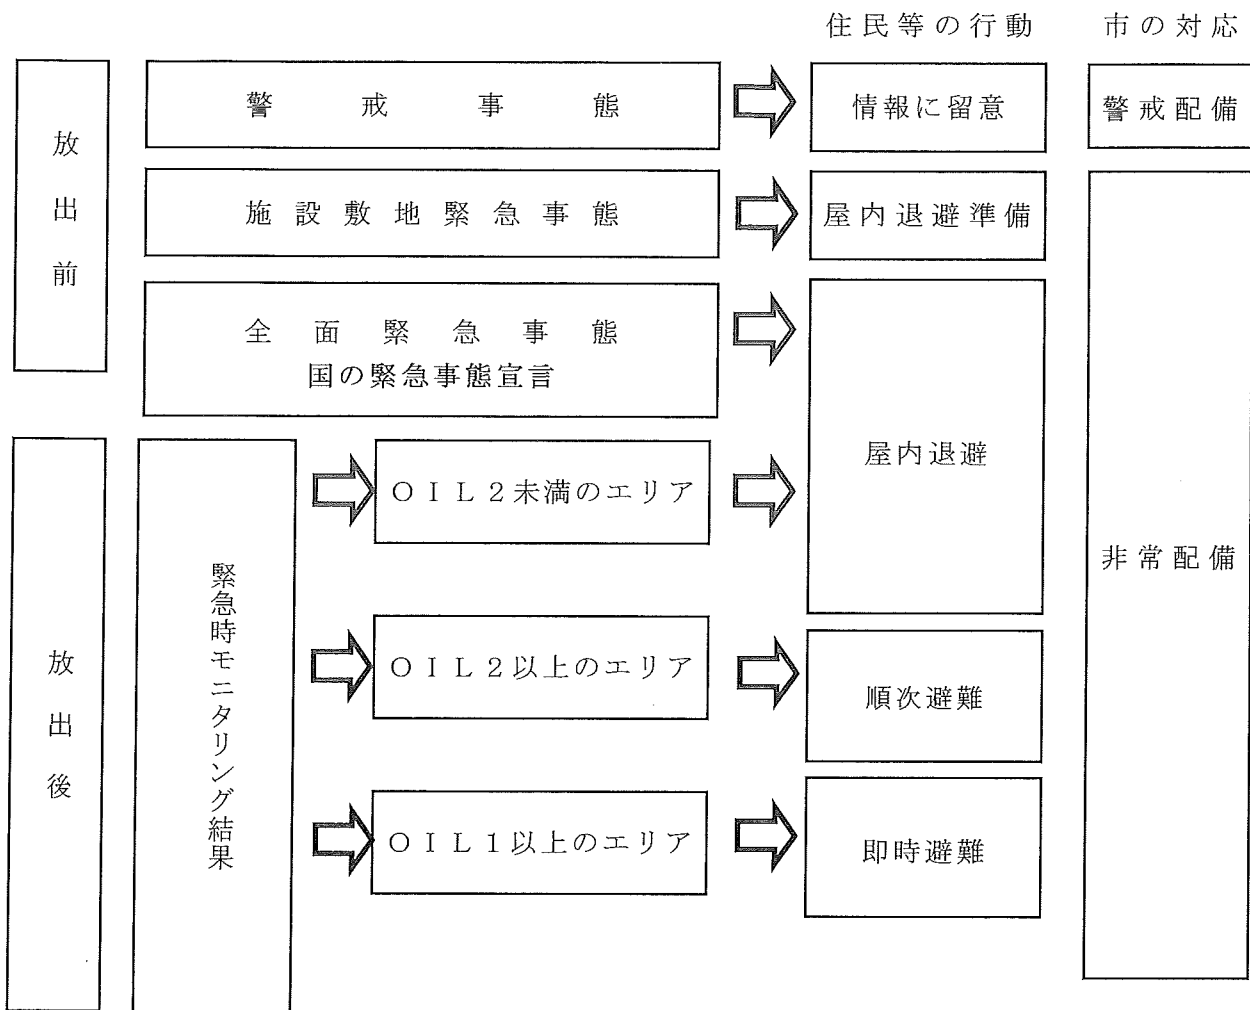 住民等の行動 市の対応
放出前
警戒事態
情報に留意
警戒配備
施設敷地緊急事態
屋内退避準備
全面緊急事態
国の緊急事態宣言
屋内退避
非常配備
放出後
緊急時モニタリング結果
ＯＩＬ２未満のエリア
ＯＩＬ２以上のエリア
順次避難
ＯＩＬ１以上のエリア
即時避難